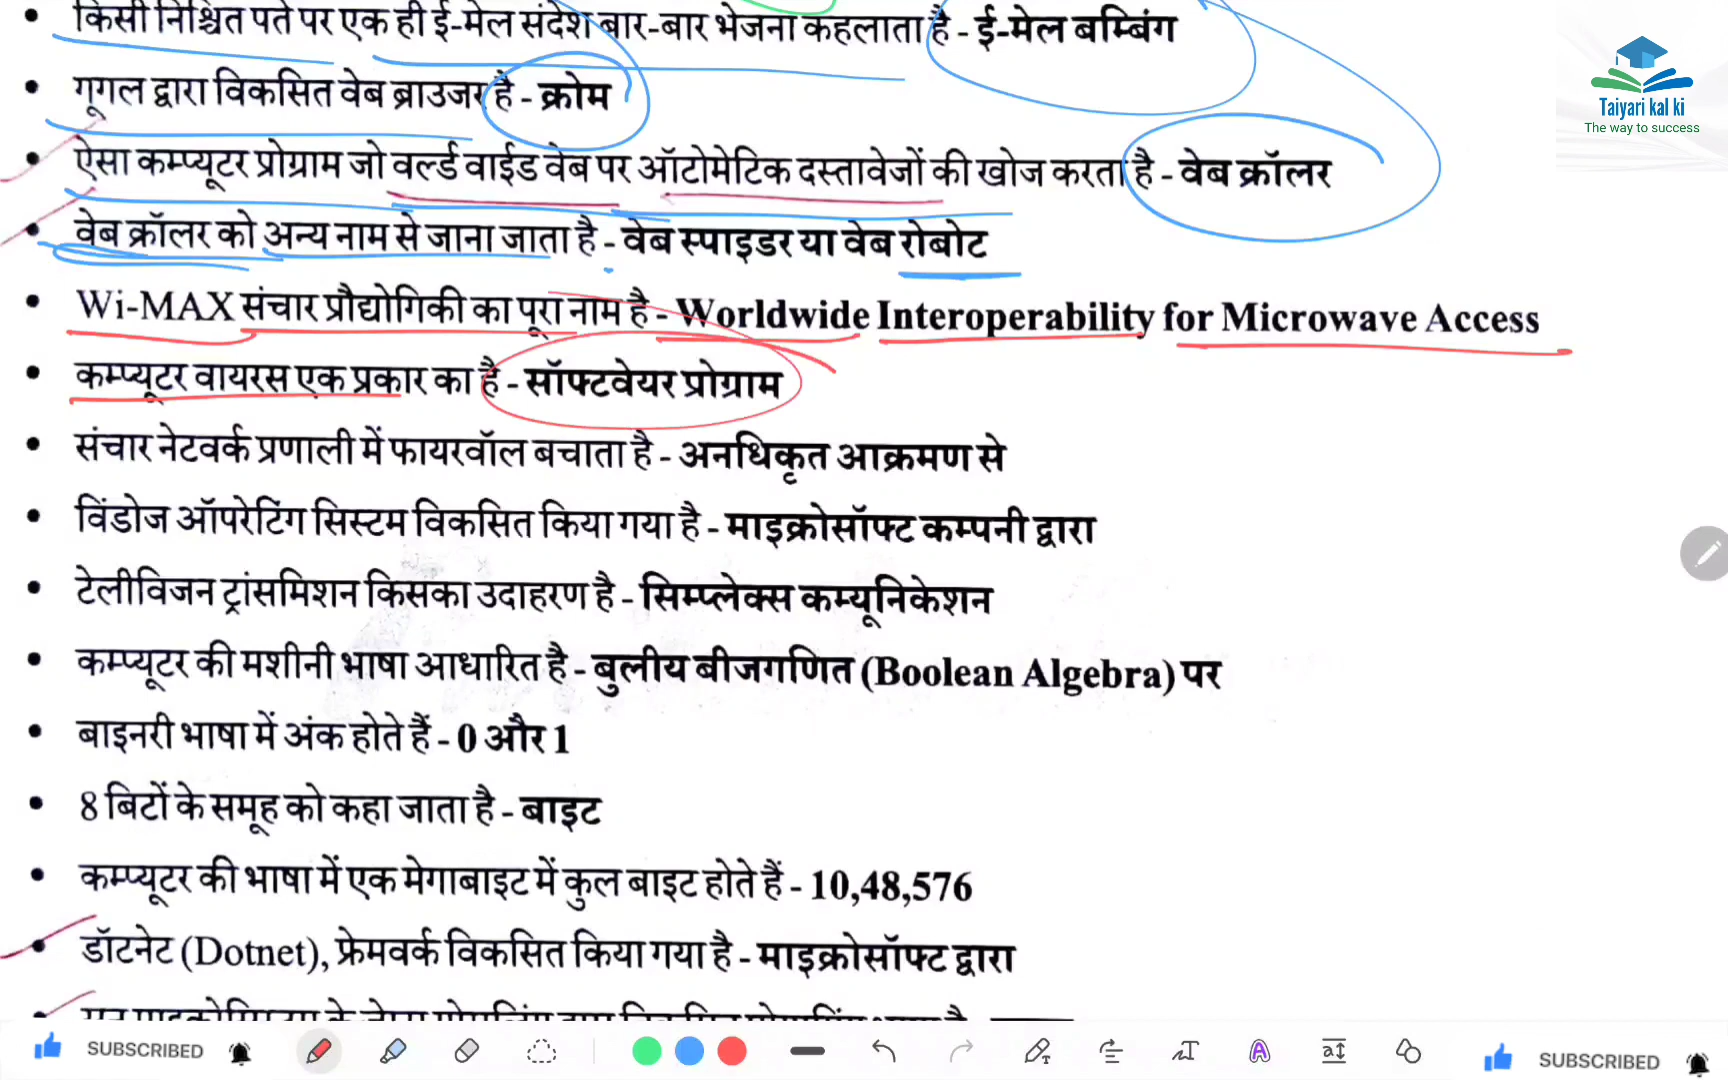 किसी निश्चित पते पर एक ही ई-मेल संदेश बार-बार भेजना कहलाता है - ई-मेल बम्बिंग
Taiyari kal ki
The way to success
• गूगल द्वारा विकसित वेब ब्राउजर है - क्रोम
• ऐसा कम्प्यूटर प्रोग्राम जो वर्ल्ड वाईड वेब पर ऑटोमेटिक दस्तावेजों की खोज करता है - वेब क्रॉलर
• वेब क्रॉलर को अन्य नाम से जाना जाता है - वेब स्पाइडर या वेब रोबोट
• Wi-MAX संचार प्रौद्योगिकी का पूरा नाम है - Worldwide Interoperability for Microwave Access
• कम्प्यूटर वायरस एक प्रकार का है - सॉफ्टवेयर प्रोग्राम
• संचार नेटवर्क प्रणाली में फायरवॉल बचाता है - अनधिकृत आक्रमण से
• विंडोज ऑपरेटिंग सिस्टम विकसित किया गया है - माइक्रोसॉफ्ट कम्पनी द्वारा
• टेलीविजन ट्रांसमिशन किसका उदाहरण है - सिम्प्लेक्स कम्यूनिकेशन
• कम्प्यूटर की मशीनी भाषा आधारित है - बुलीय बीजगणित (Boolean Algebra) पर
• बाइनरी भाषा में अंक होते हैं - 0 और 1
• 8 बिटों के समूह को कहा जाता है - बाइट
• कम्प्यूटर की भाषा में एक मेगाबाइट में कुल बाइट होते हैं - 10,48,576
• डॉटनेट (Dotnet), फ्रेमवर्क विकसित किया गया है - माइक्रोसॉफ्ट द्वारा
SUBSCRIBED
SUBSCRIBED